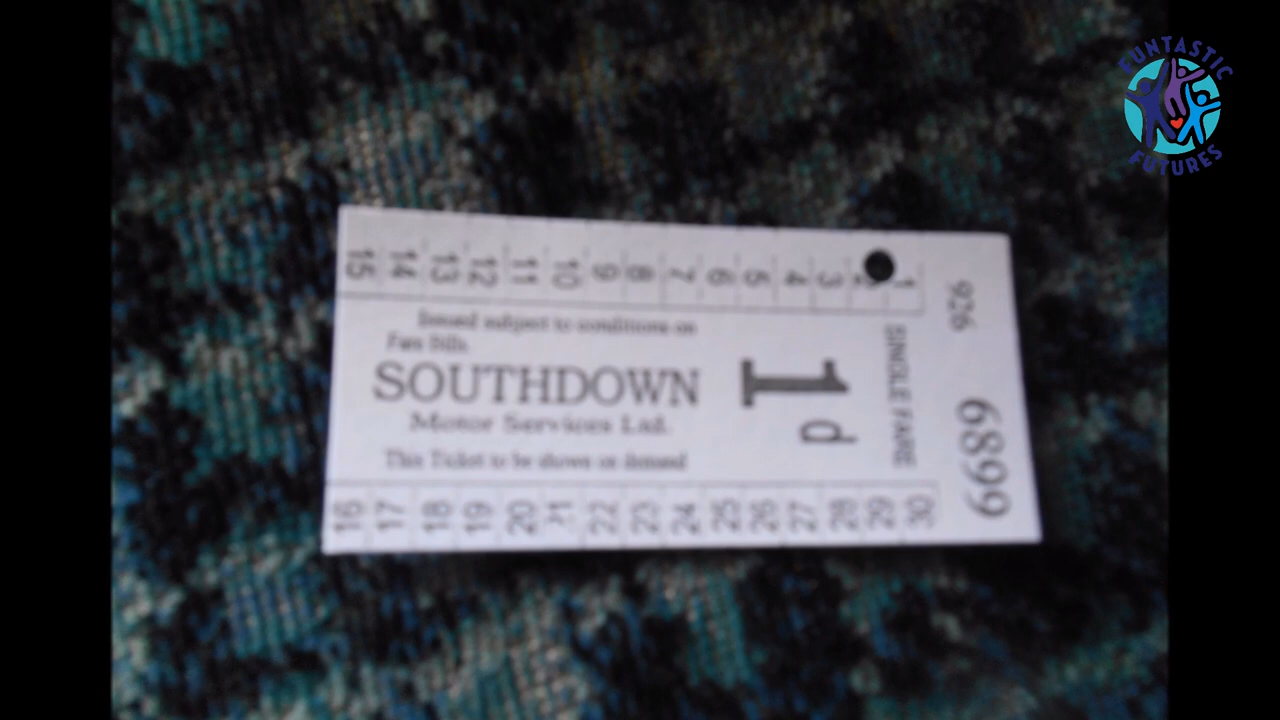 FUNTASTIC
FUTURES
15 14 13 12 11 10 9 8 7 6 5 4 3 1
926 6899
SINGLE FARE
1d
Issued subject to conditions on
Fare Bills.
SOUTHDOWN
Motor Services Ltd.
This Ticket to be shown on demand
16 17 18 19 20 21 22 23 24 25 26 27 28 29 30